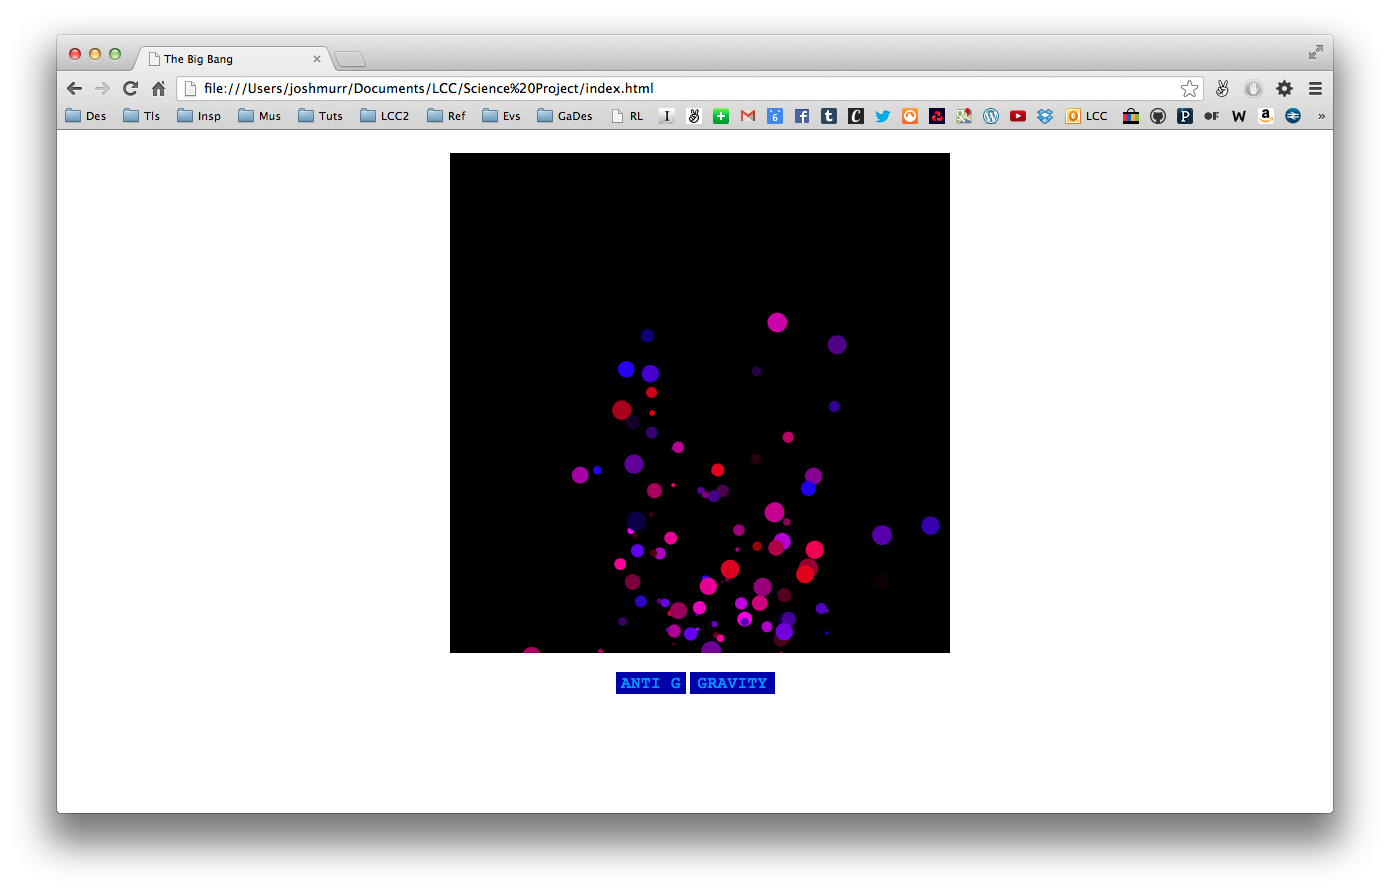 The Big Bang
file:///Users/joshmurr/Documents/LCC/Science%20Project/index.html
Des Tls Insp Mus Tuts LCC2 Ref Evs GaDes RL I 6 f t C P F W LCC a »
ANTI G GRAVITY